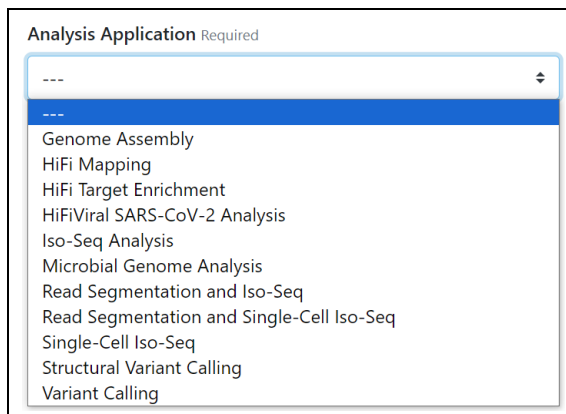 Analysis Application Required
---
---
Genome Assembly
HiFi Mapping
HiFi Target Enrichment
HiFiViral SARS-CoV-2 Analysis
Iso-Seq Analysis
Microbial Genome Analysis
Read Segmentation and Iso-Seq
Read Segmentation and Single-Cell Iso-Seq
Single-Cell Iso-Seq
Structural Variant Calling
Variant Calling